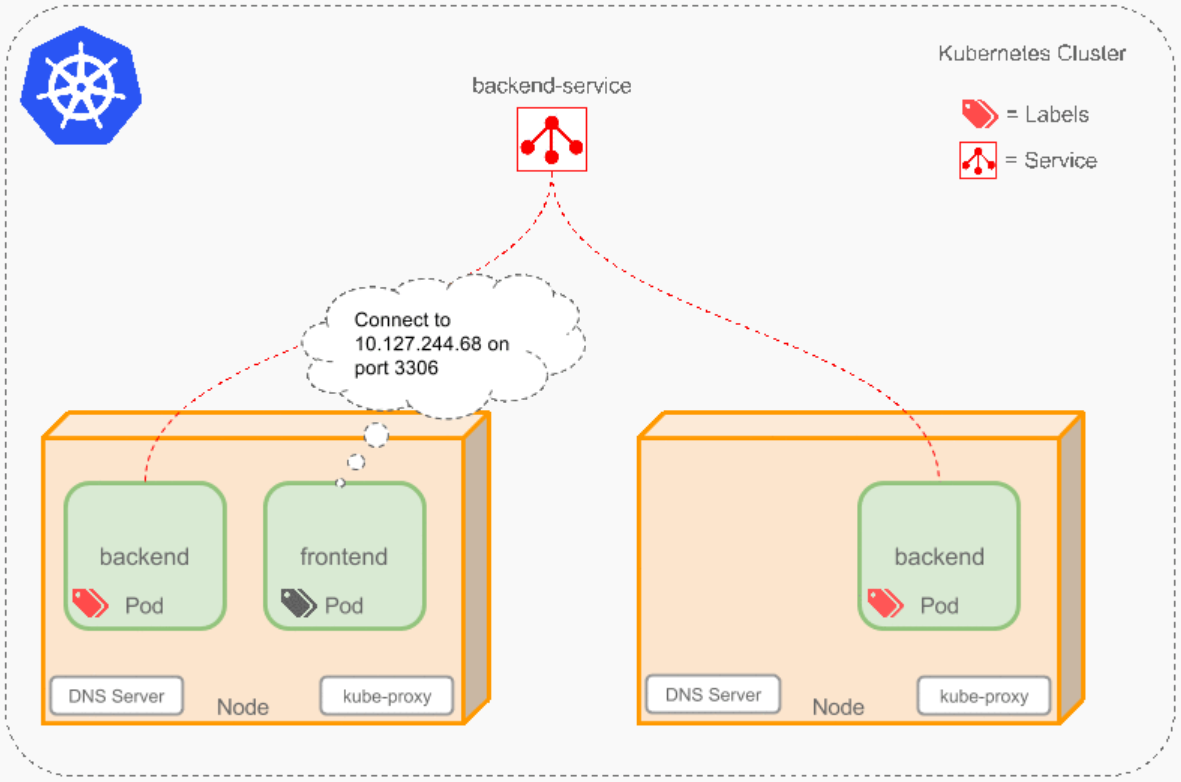 Kubernetes Cluster
backend-service
= Labels
= Service
Connect to
10.127.244.68 on
port 3306
backend
Pod
frontend
Pod
backend
Pod
DNS Server
Node
kube-proxy
DNS Server
Node
kube-proxy